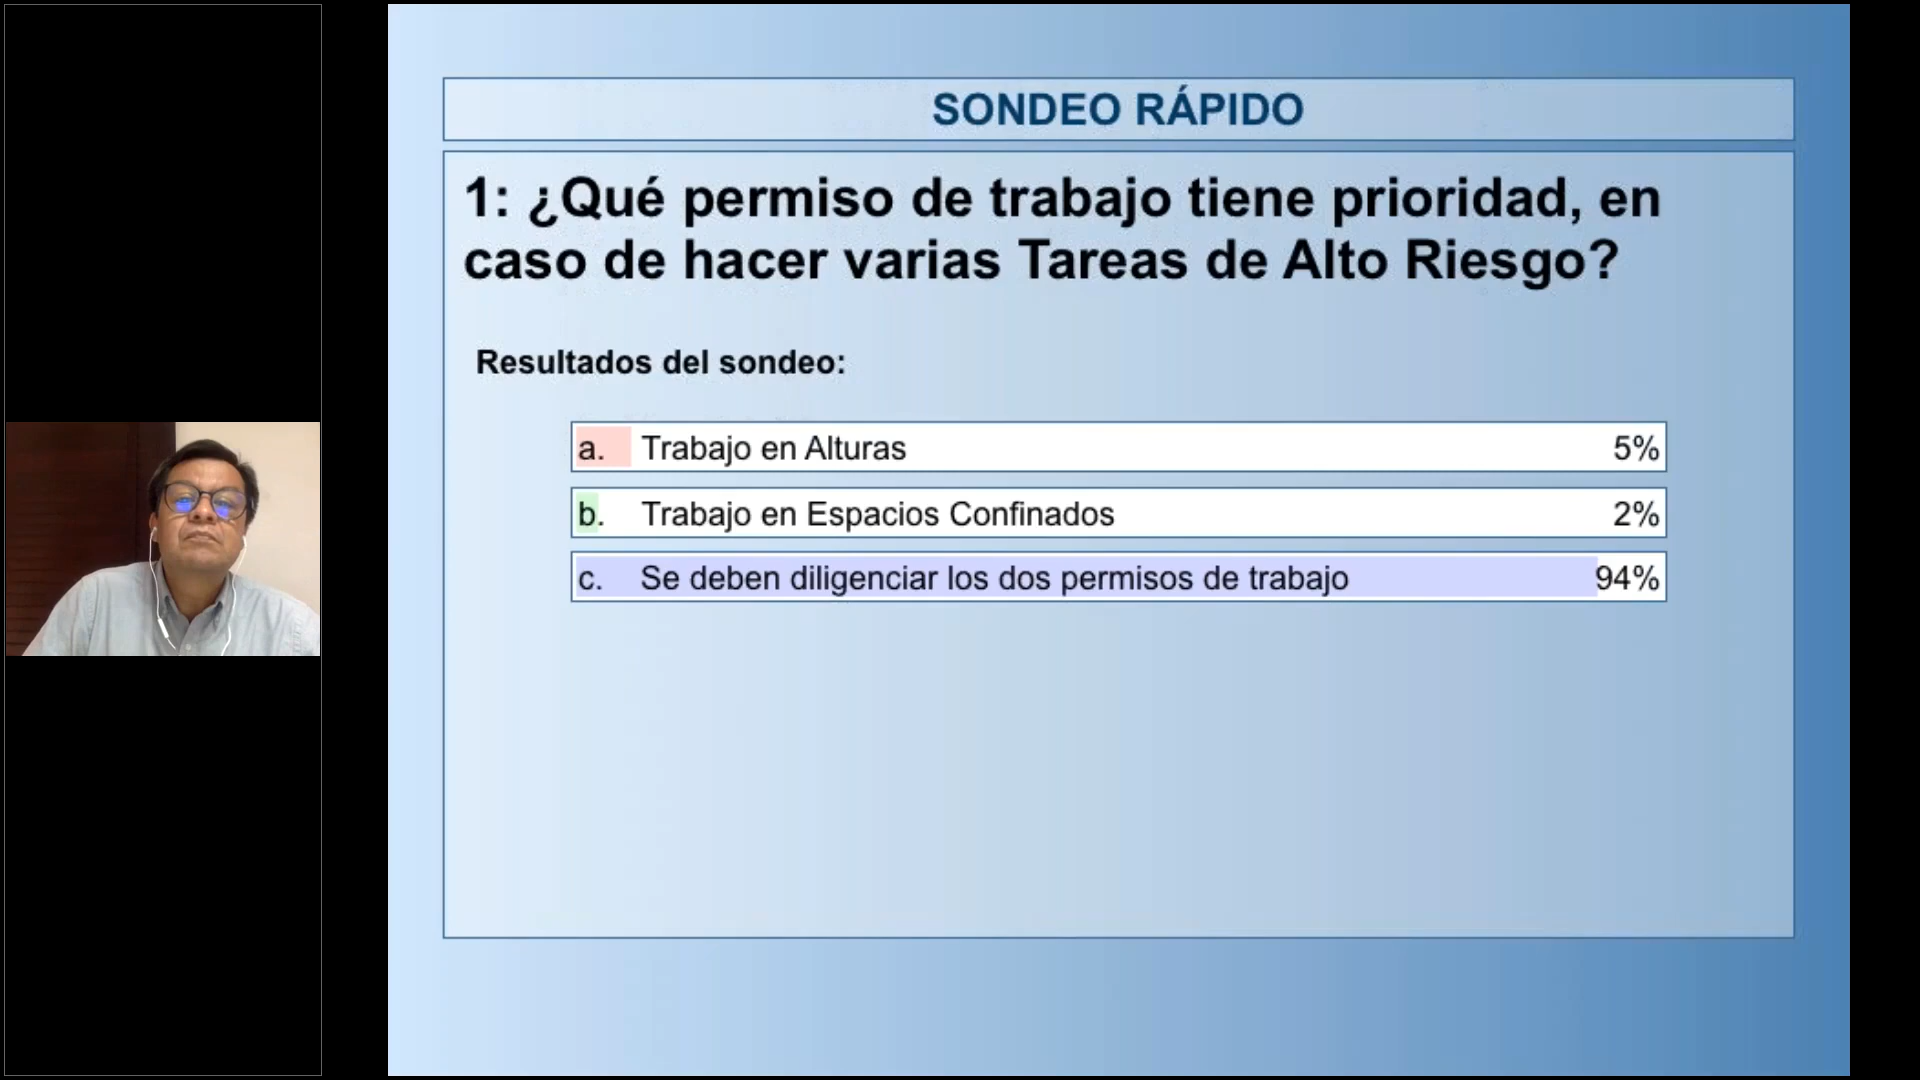 SONDEO RÁPIDO
1: ¿Qué permiso de trabajo tiene prioridad, en
caso de hacer varias Tareas de Alto Riesgo?
Resultados del sondeo:
a. Trabajo en Alturas 5%
b. Trabajo en Espacios Confinados 2%
c. Se deben diligenciar los dos permisos de trabajo 94%